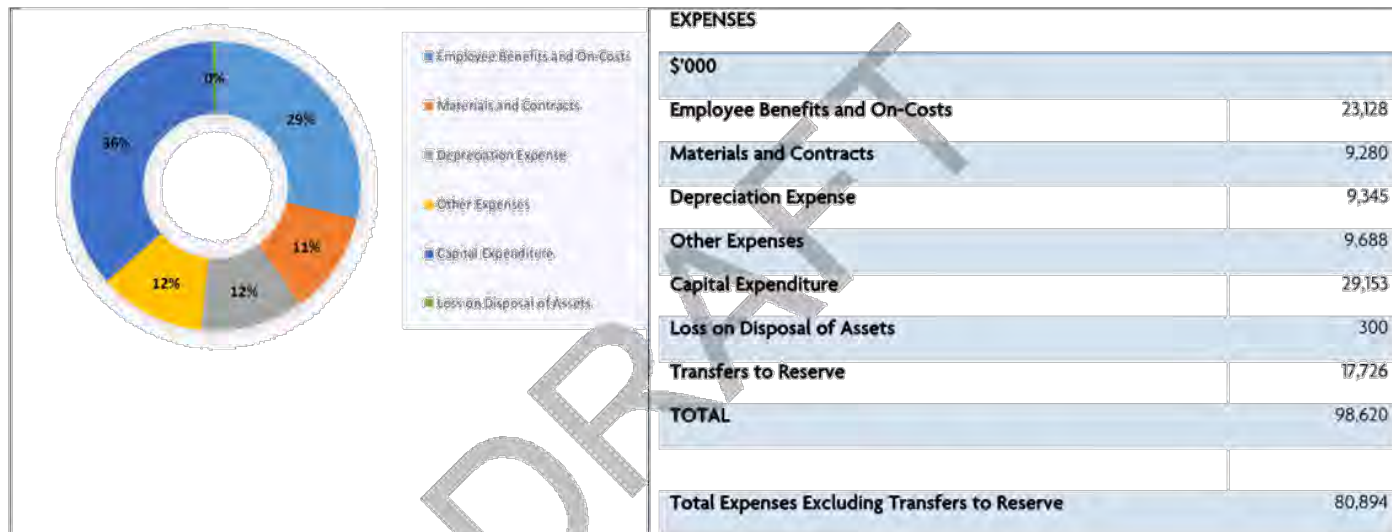 0%
29%
36%
11%
12%
12%
Employee Benefits and On-Costs
Materials and Contracts
Depreciation Expense
Other Expenses
Capital Expenditure
Loss on Disposal of Assets
EXPENSES
$'000
Employee Benefits and On-Costs 23,128
Materials and Contracts 9,280
Depreciation Expense 9,345
Other Expenses 9,688
Capital Expenditure 29,153
Loss on Disposal of Assets 300
Transfers to Reserve 17,726
TOTAL 98,620
Total Expenses Excluding Transfers to Reserve 80,894
DRAFT